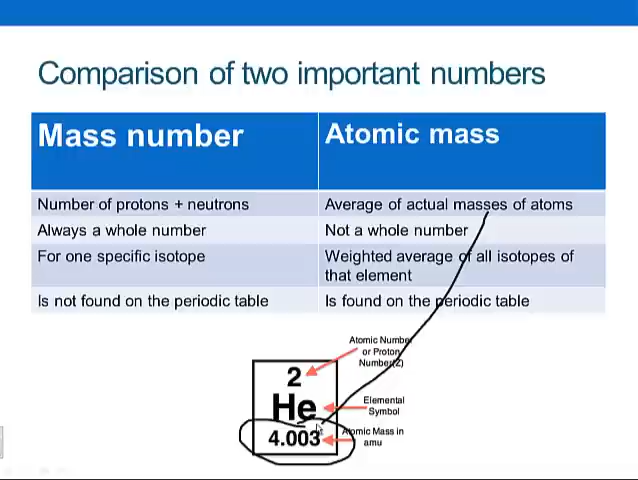 Comparison of two important numbers
Mass number
Atomic mass
Number of protons + neutrons
Average of actual masses of atoms
Always a whole number
Not a whole number
For one specific isotope
Weighted average of all isotopes of
that element
Is not found on the periodic table
Is found on the periodic table
Atomic Number
or Proton
Number(Z)
2
He
Elemental
Symbol
4.003
Atomic Mass in
amu